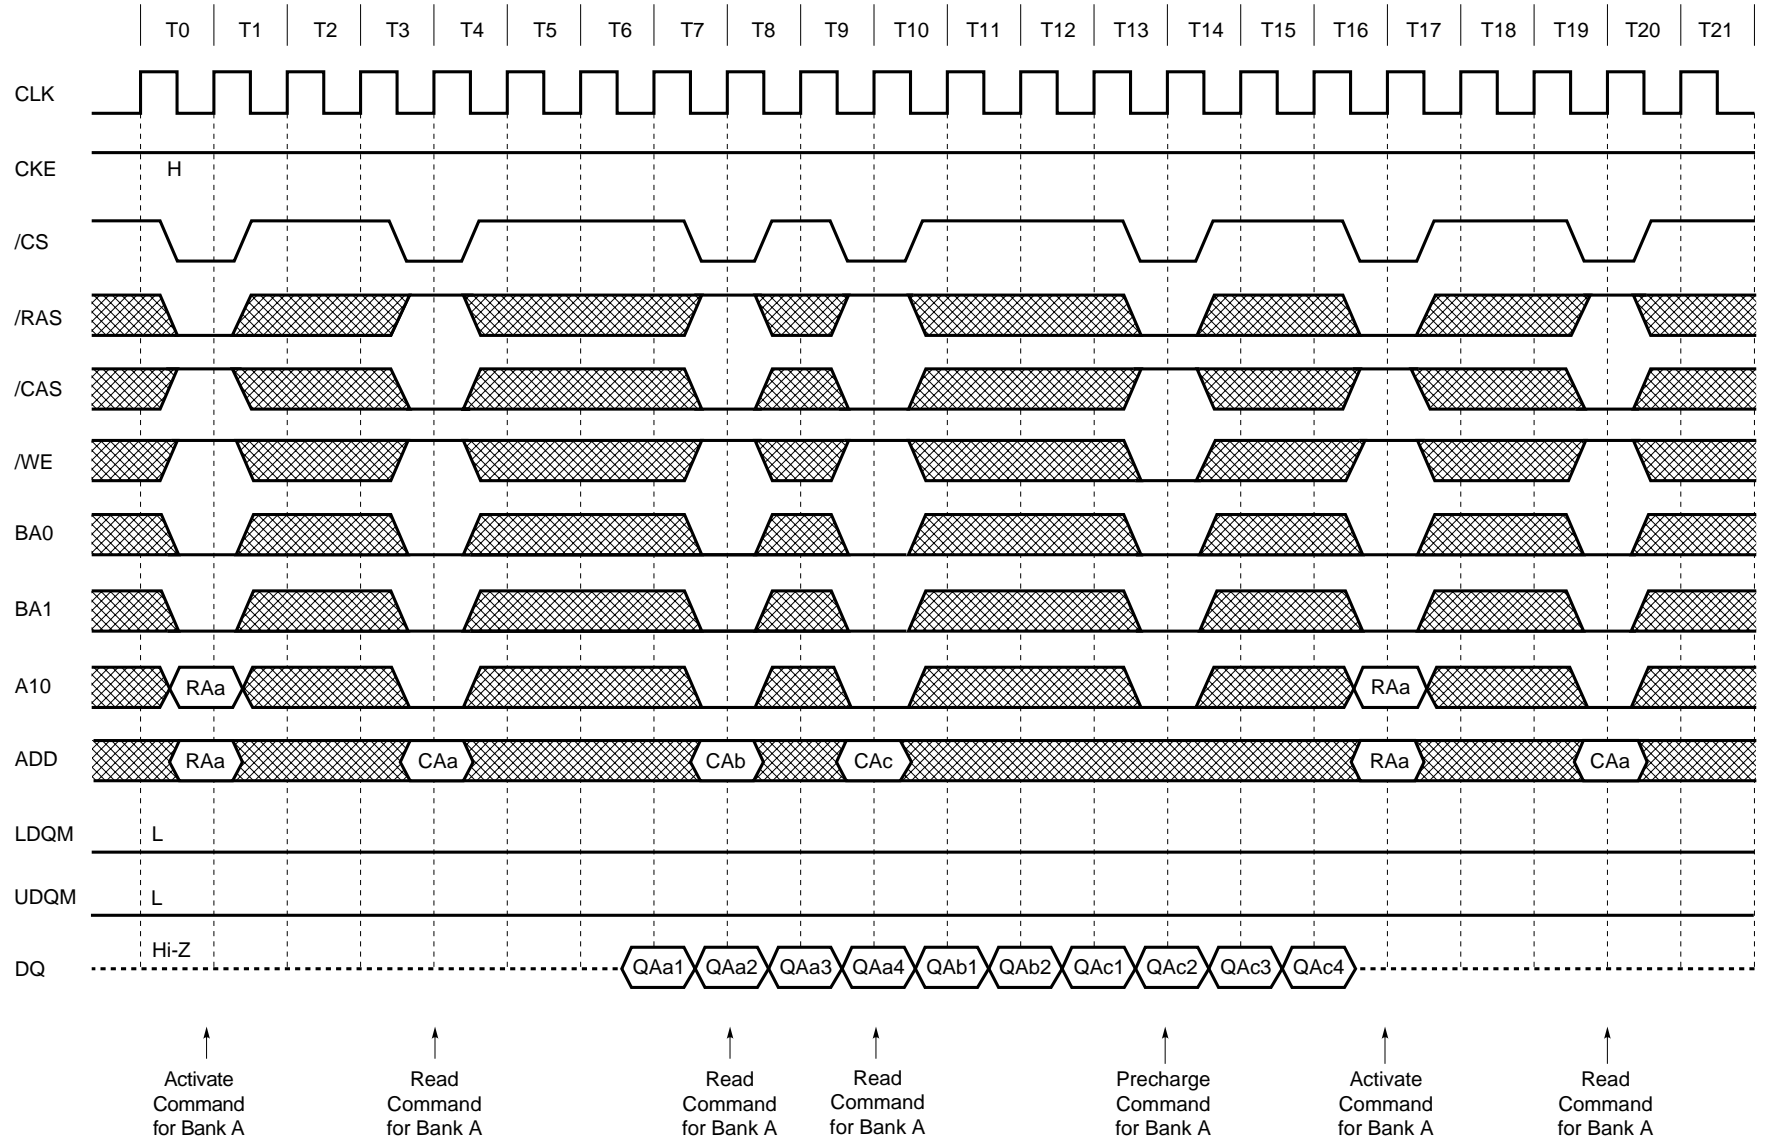 T0 T1 T2 T3 T4 T5 T6 T7 T8 T9 T10 T11 T12 T13 T14 T15 T16 T17 T18 T19 T20 T21
CLK
CKE H
/CS
/RAS
/CAS
/WE
BA0
BA1
A10 RAa RAa
ADD RAa CAa CAb CAc RAa CAa
LDQM L
UDQM L
Hi-Z
DQ QAa1 QAa2 QAa3 QAa4 QAb1 QAb2 QAc1 QAc2 QAc3 QAc4
Activate
Command
for Bank A
Read
Command
for Bank A
Read
Command
for Bank A
Read
Command
for Bank A
Precharge
Command
for Bank A
Activate
Command
for Bank A
Read
Command
for Bank A